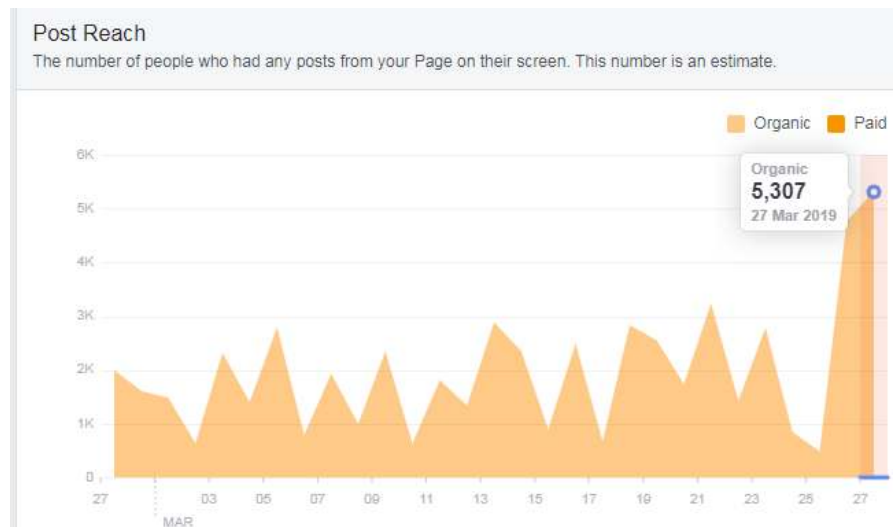 Post Reach
The number of people who had any posts from your Page on their screen. This number is an estimate.
Organic Paid
6K
Organic
5,307
27 Mar 2019
5K
4K
3K
2K
1K
0
27 03 05 07 09 11 13 15 17 19 21 23 25 27
MAR